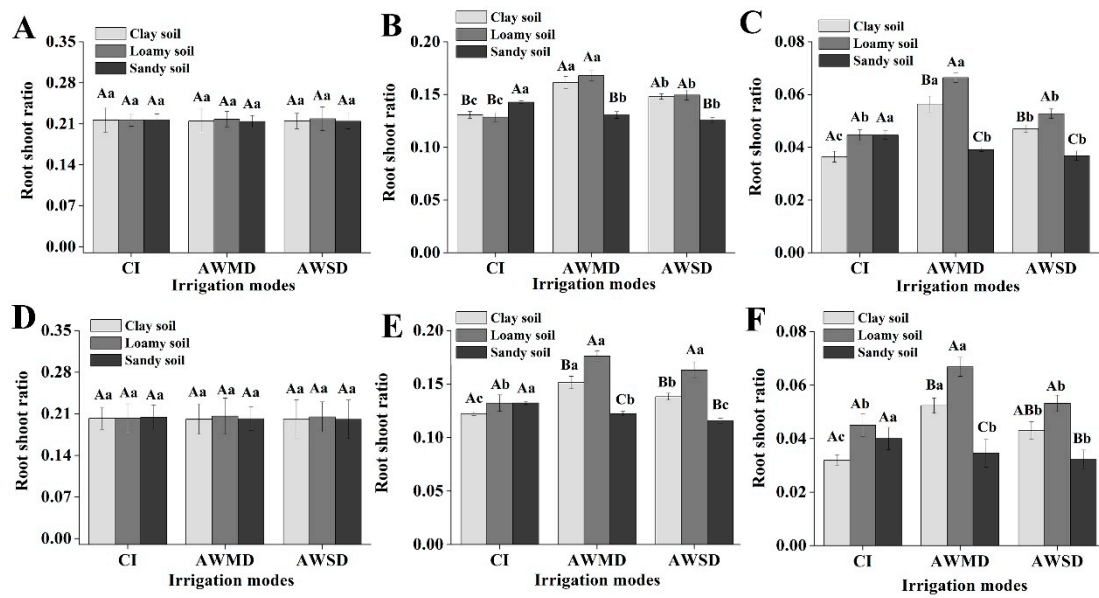 A
Root shoot ratio
0.35
0.28
0.21
0.14
0.07
0.00
Clay soil
Loamy soil
Sandy soil
Aa Aa Aa Aa Aa Aa Aa Aa Aa
CI AWMD AWSD
Irrigation modes
B
Root shoot ratio
0.20
0.15
0.10
0.05
0.00
Clay soil
Loamy soil
Sandy soil
Bc Bc Aa Aa Aa Bb Ab Ab Bb
CI AWMD AWSD
Irrigation modes
C
Root shoot ratio
0.08
0.06
0.04
0.02
0.00
Clay soil
Loamy soil
Sandy soil
Ac Ab Aa Ba Aa Cb Bb Ab Cb
CI AWMD AWSD
Irrigation modes
D
Root shoot ratio
0.35
0.28
0.21
0.14
0.07
0.00
Clay soil
Loamy soil
Sandy soil
Aa Aa Aa Aa Aa Aa Aa Aa Aa
CI AWMD AWSD
Irrigation modes
E
Root shoot ratio
0.20
0.15
0.10
0.05
0.00
Clay soil
Loamy soil
Sandy soil
Ac Ab Aa Ba Aa Cb Bb Aa Bc
CI AWMD AWSD
Irrigation modes
F
Root shoot ratio
0.08
0.06
0.04
0.02
0.00
Clay soil
Loamy soil
Sandy soil
Ac Ab Aa Ba Aa Cb ABb Ab Bb
CI AWMD AWSD
Irrigation modes